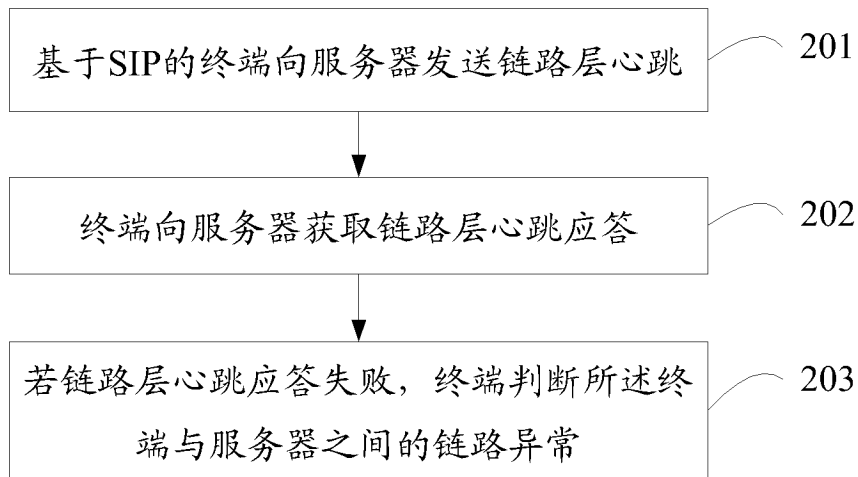 基于SIP的终端向服务器发送链路层心跳
201
终端向服务器获取链路层心跳应答
202
若链路层心跳应答失败，终端判断所述终
端与服务器之间的链路异常
203